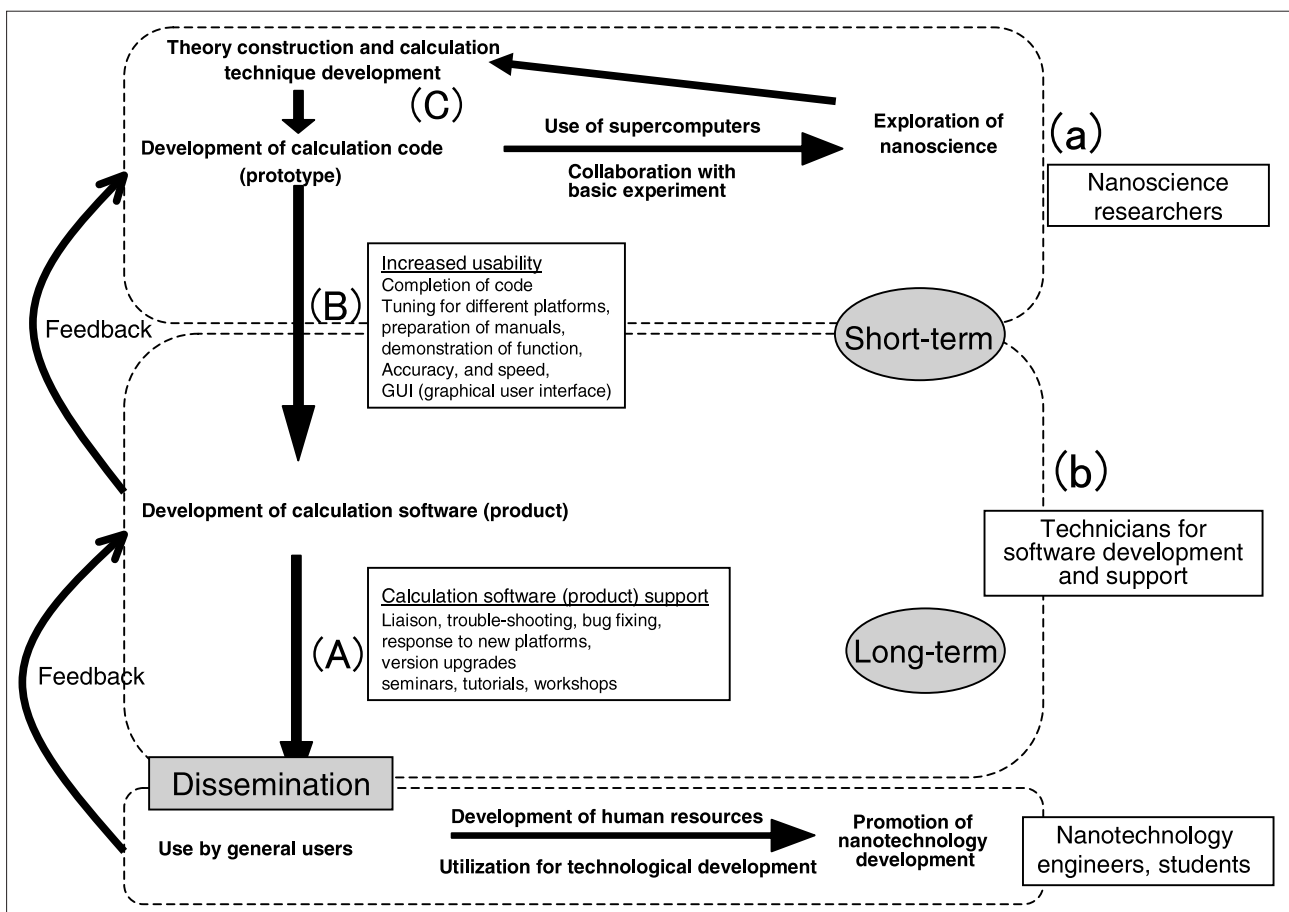 Theory construction and calculation
technique development
(C)
Development of calculation code
(prototype)
Use of supercomputers
Collaboration with
basic experiment
Exploration of
nanoscience
(a)
Nanoscience
researchers
Feedback
(B)
Increased usability
Completion of code
Tuning for different platforms,
preparation of manuals,
demonstration of function,
Accuracy, and speed,
GUI (graphical user interface)
Short-term
(b)
Technicians for
software development
and support
Development of calculation software (product)
Feedback
(A)
Calculation software (product) support
Liaison, trouble-shooting, bug fixing,
response to new platforms,
version upgrades
seminars, tutorials, workshops
Long-term
Dissemination
Use by general users
Development of human resources
Utilization for technological development
Promotion of
nanotechnology
development
Nanotechnology
engineers, students